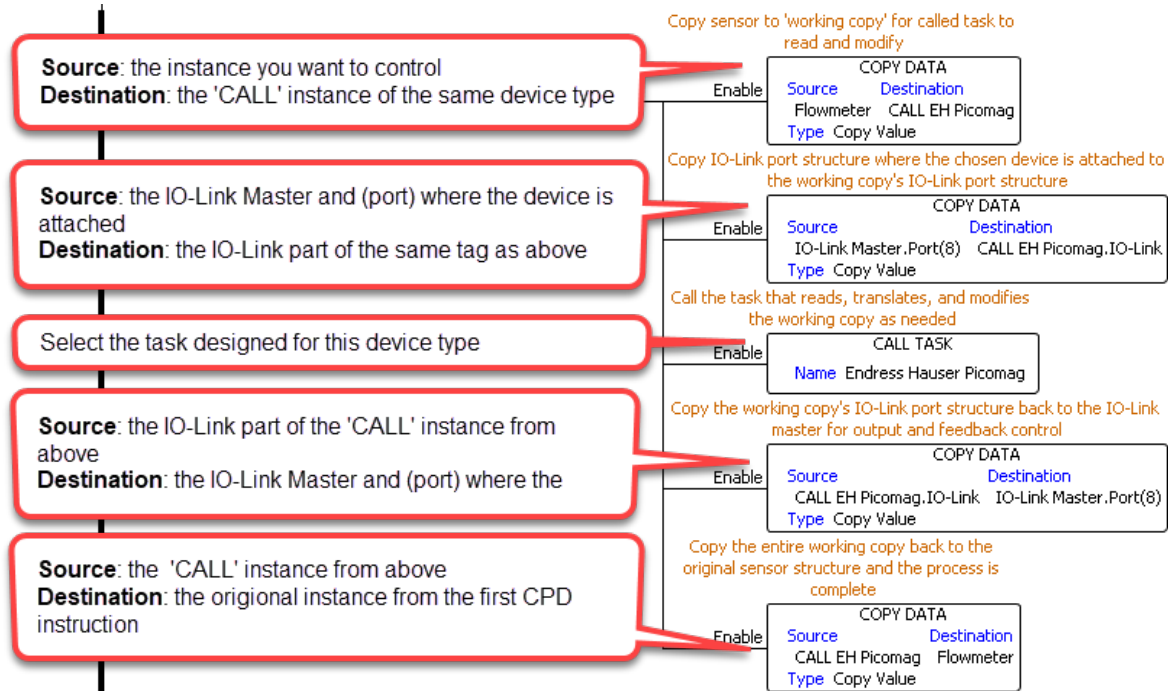 Copy sensor to 'working copy' for called task to
read and modify
Source: the instance you want to control
Destination: the 'CALL' instance of the same device type
COPY DATA
Enable
Source Destination
Flowmeter CALL EH Picomag
Type Copy Value
Copy IO-Link port structure where the chosen device is attached to
the working copy's IO-Link port structure
Source: the IO-Link Master and (port) where the device is
attached
Destination: the IO-Link part of the same tag as above
COPY DATA
Enable
Source Destination
IO-Link Master.Port(8) CALL EH Picomag.IO-Link
Type Copy Value
Call the task that reads, translates, and modifies
the working copy as needed
Select the task designed for this device type
CALL TASK
Enable
Name Endress Hauser Picomag
Copy the working copy's IO-Link port structure back to the IO-Link
master for output and feedback control
Source: the IO-Link part of the 'CALL' instance from
above
Destination: the IO-Link Master and (port) where the
COPY DATA
Enable
Source Destination
CALL EH Picomag.IO-Link IO-Link Master.Port(8)
Type Copy Value
Copy the entire working copy back to the
original sensor structure and the process is
complete
Source: the 'CALL' instance from above
Destination: the origional instance from the first CPD
instruction
COPY DATA
Enable
Source Destination
CALL EH Picomag Flowmeter
Type Copy Value